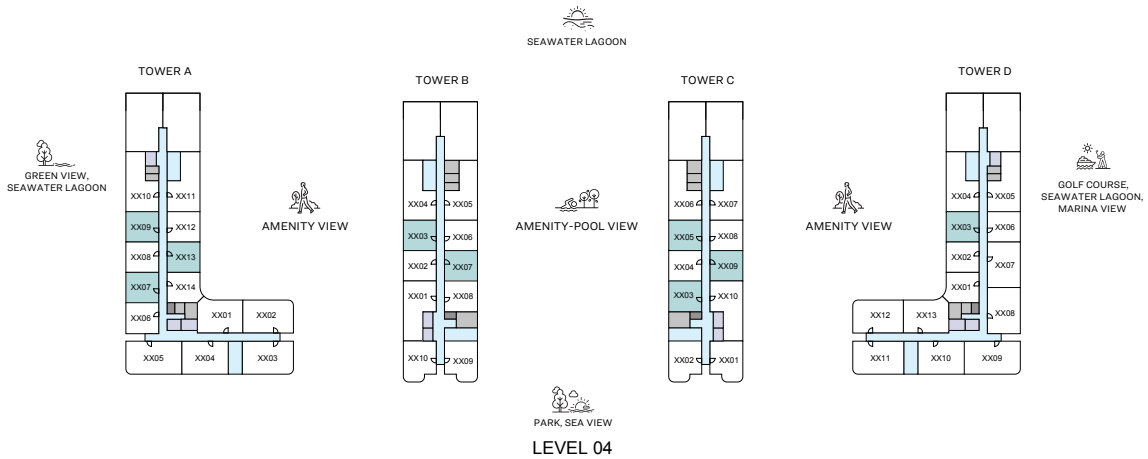 SEAWATER LAGOON
TOWER A
TOWER B
TOWER C
TOWER D
GREEN VIEW,
SEAWATER LAGOON
AMENITY VIEW
AMENITY-POOL VIEW
AMENITY VIEW
GOLF COURSE,
SEAWATER LAGOON,
MARINA VIEW
XX10 XX11
XX09 XX12
XX08 XX13
XX07 XX14
XX06 XX01 XX02
XX05 XX04 XX03
XX04 XX05
XX03 XX06
XX02 XX07
XX01 XX08
XX10 XX09
XX06 XX07
XX05 XX08
XX04 XX09
XX03 XX10
XX02 XX01
XX04 XX05
XX03 XX06
XX02 XX07
XX01
XX12 XX13 XX08
XX11 XX10 XX09
PARK, SEA VIEW
LEVEL 04